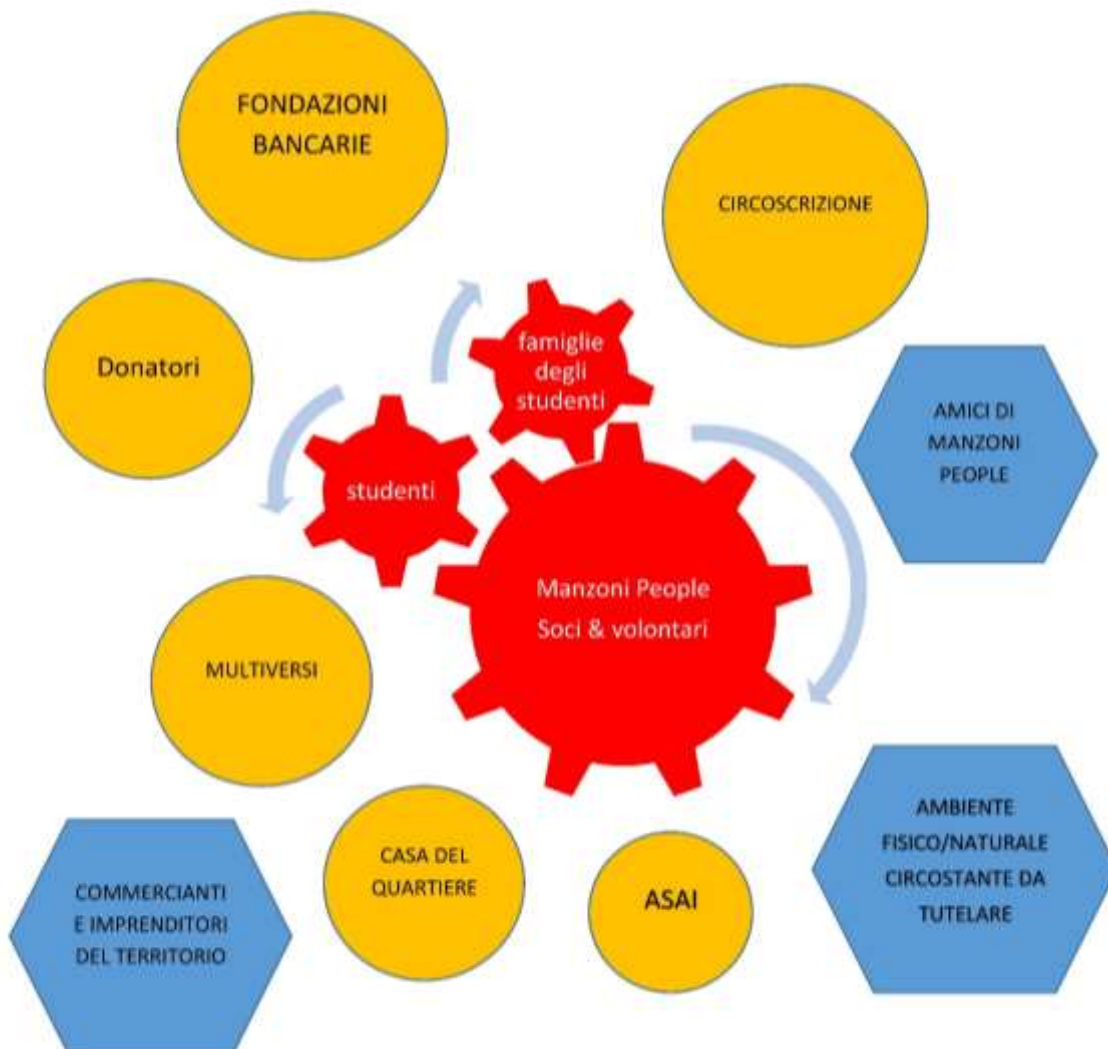 FONDAZIONI
BANCARIE
CIRCOSCRIZIONE
Donatori
famiglie
degli
studenti
AMICI DI
MANZONI
PEOPLE
studenti
Manzoni People
Soci & volontari
MULTIVERSI
CASA DEL
QUARTIERE
ASAI
AMBIENTE
FISICO/NATURALE
CIRCOSTANTE DA
TUTELARE
COMMERCIANTI
E IMPRENDITORI
DEL TERRITORIO